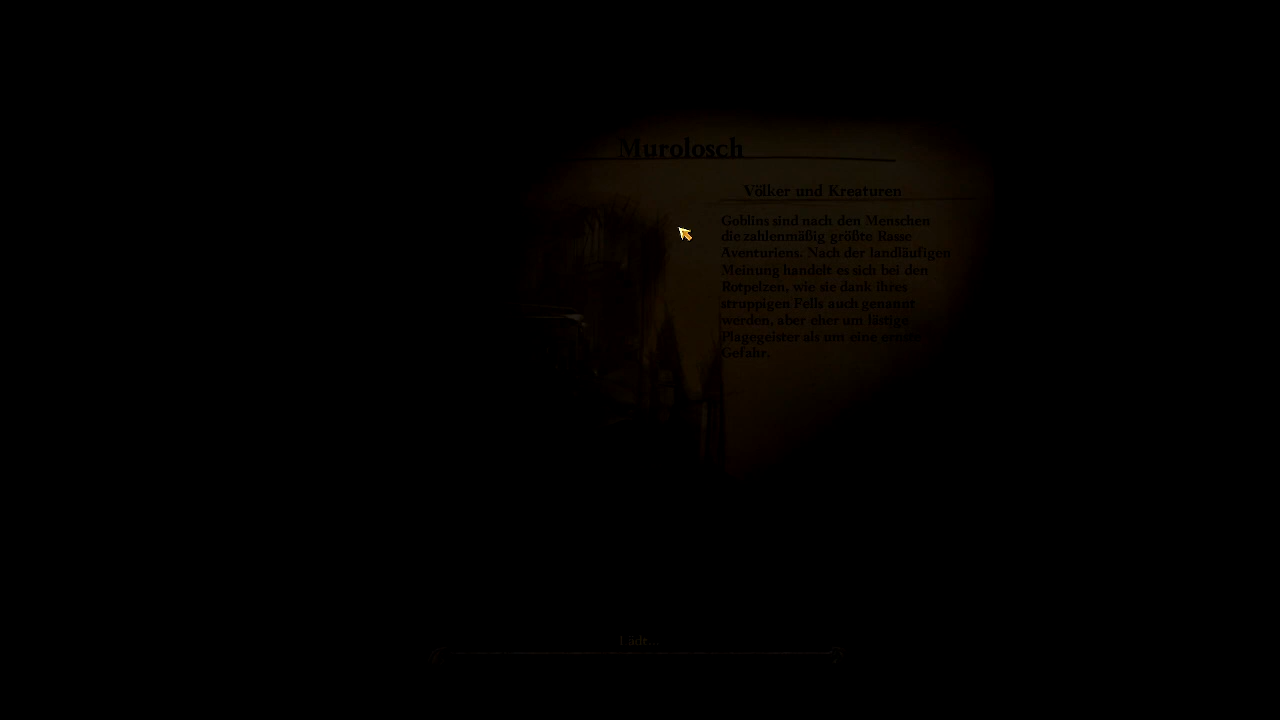 Murolosch
Völker und Kreaturen
Goblins sind nach den Menschen
die zahlenmäßig größte Rasse
Aventuriens. Nach der landläufigen
Meinung handelt es sich bei den
Rotpelzen, wie sie dank ihres
struppigen Fells auch genannt
werden, aber eher um lästige
Plagegeister als um eine ernste
Gefahr.
Lädt...